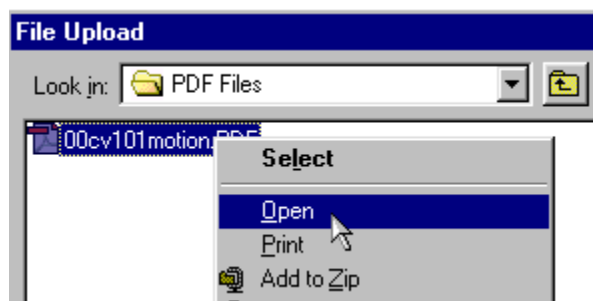 File Upload
Look in: PDF Files
00cv101motion.PDF
Select
Open
Print
Add to Zip